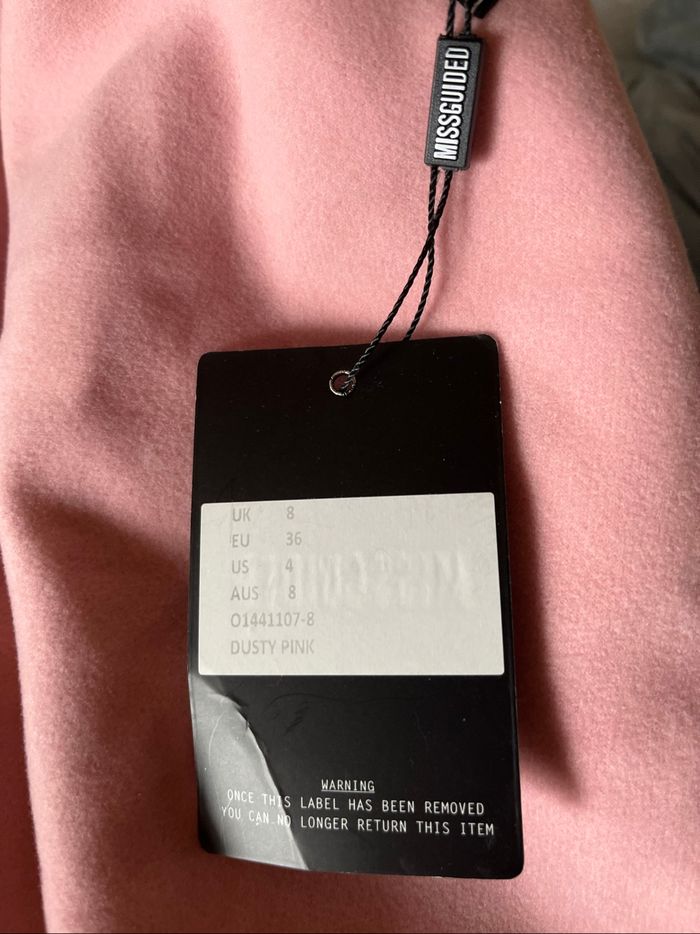 MISSGUIDED
UK 8
EU 36
US 4
AUS 8
O1441107-8
DUSTY PINK
WARNING
ONCE THIS LABEL HAS BEEN REMOVED
YOU CAN NO LONGER RETURN THIS ITEM